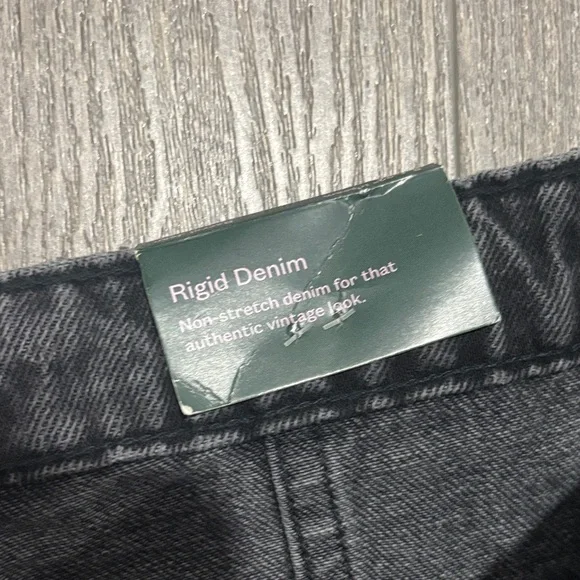 Rigid Denim
Non-stretch denim for that
authentic vintage look.